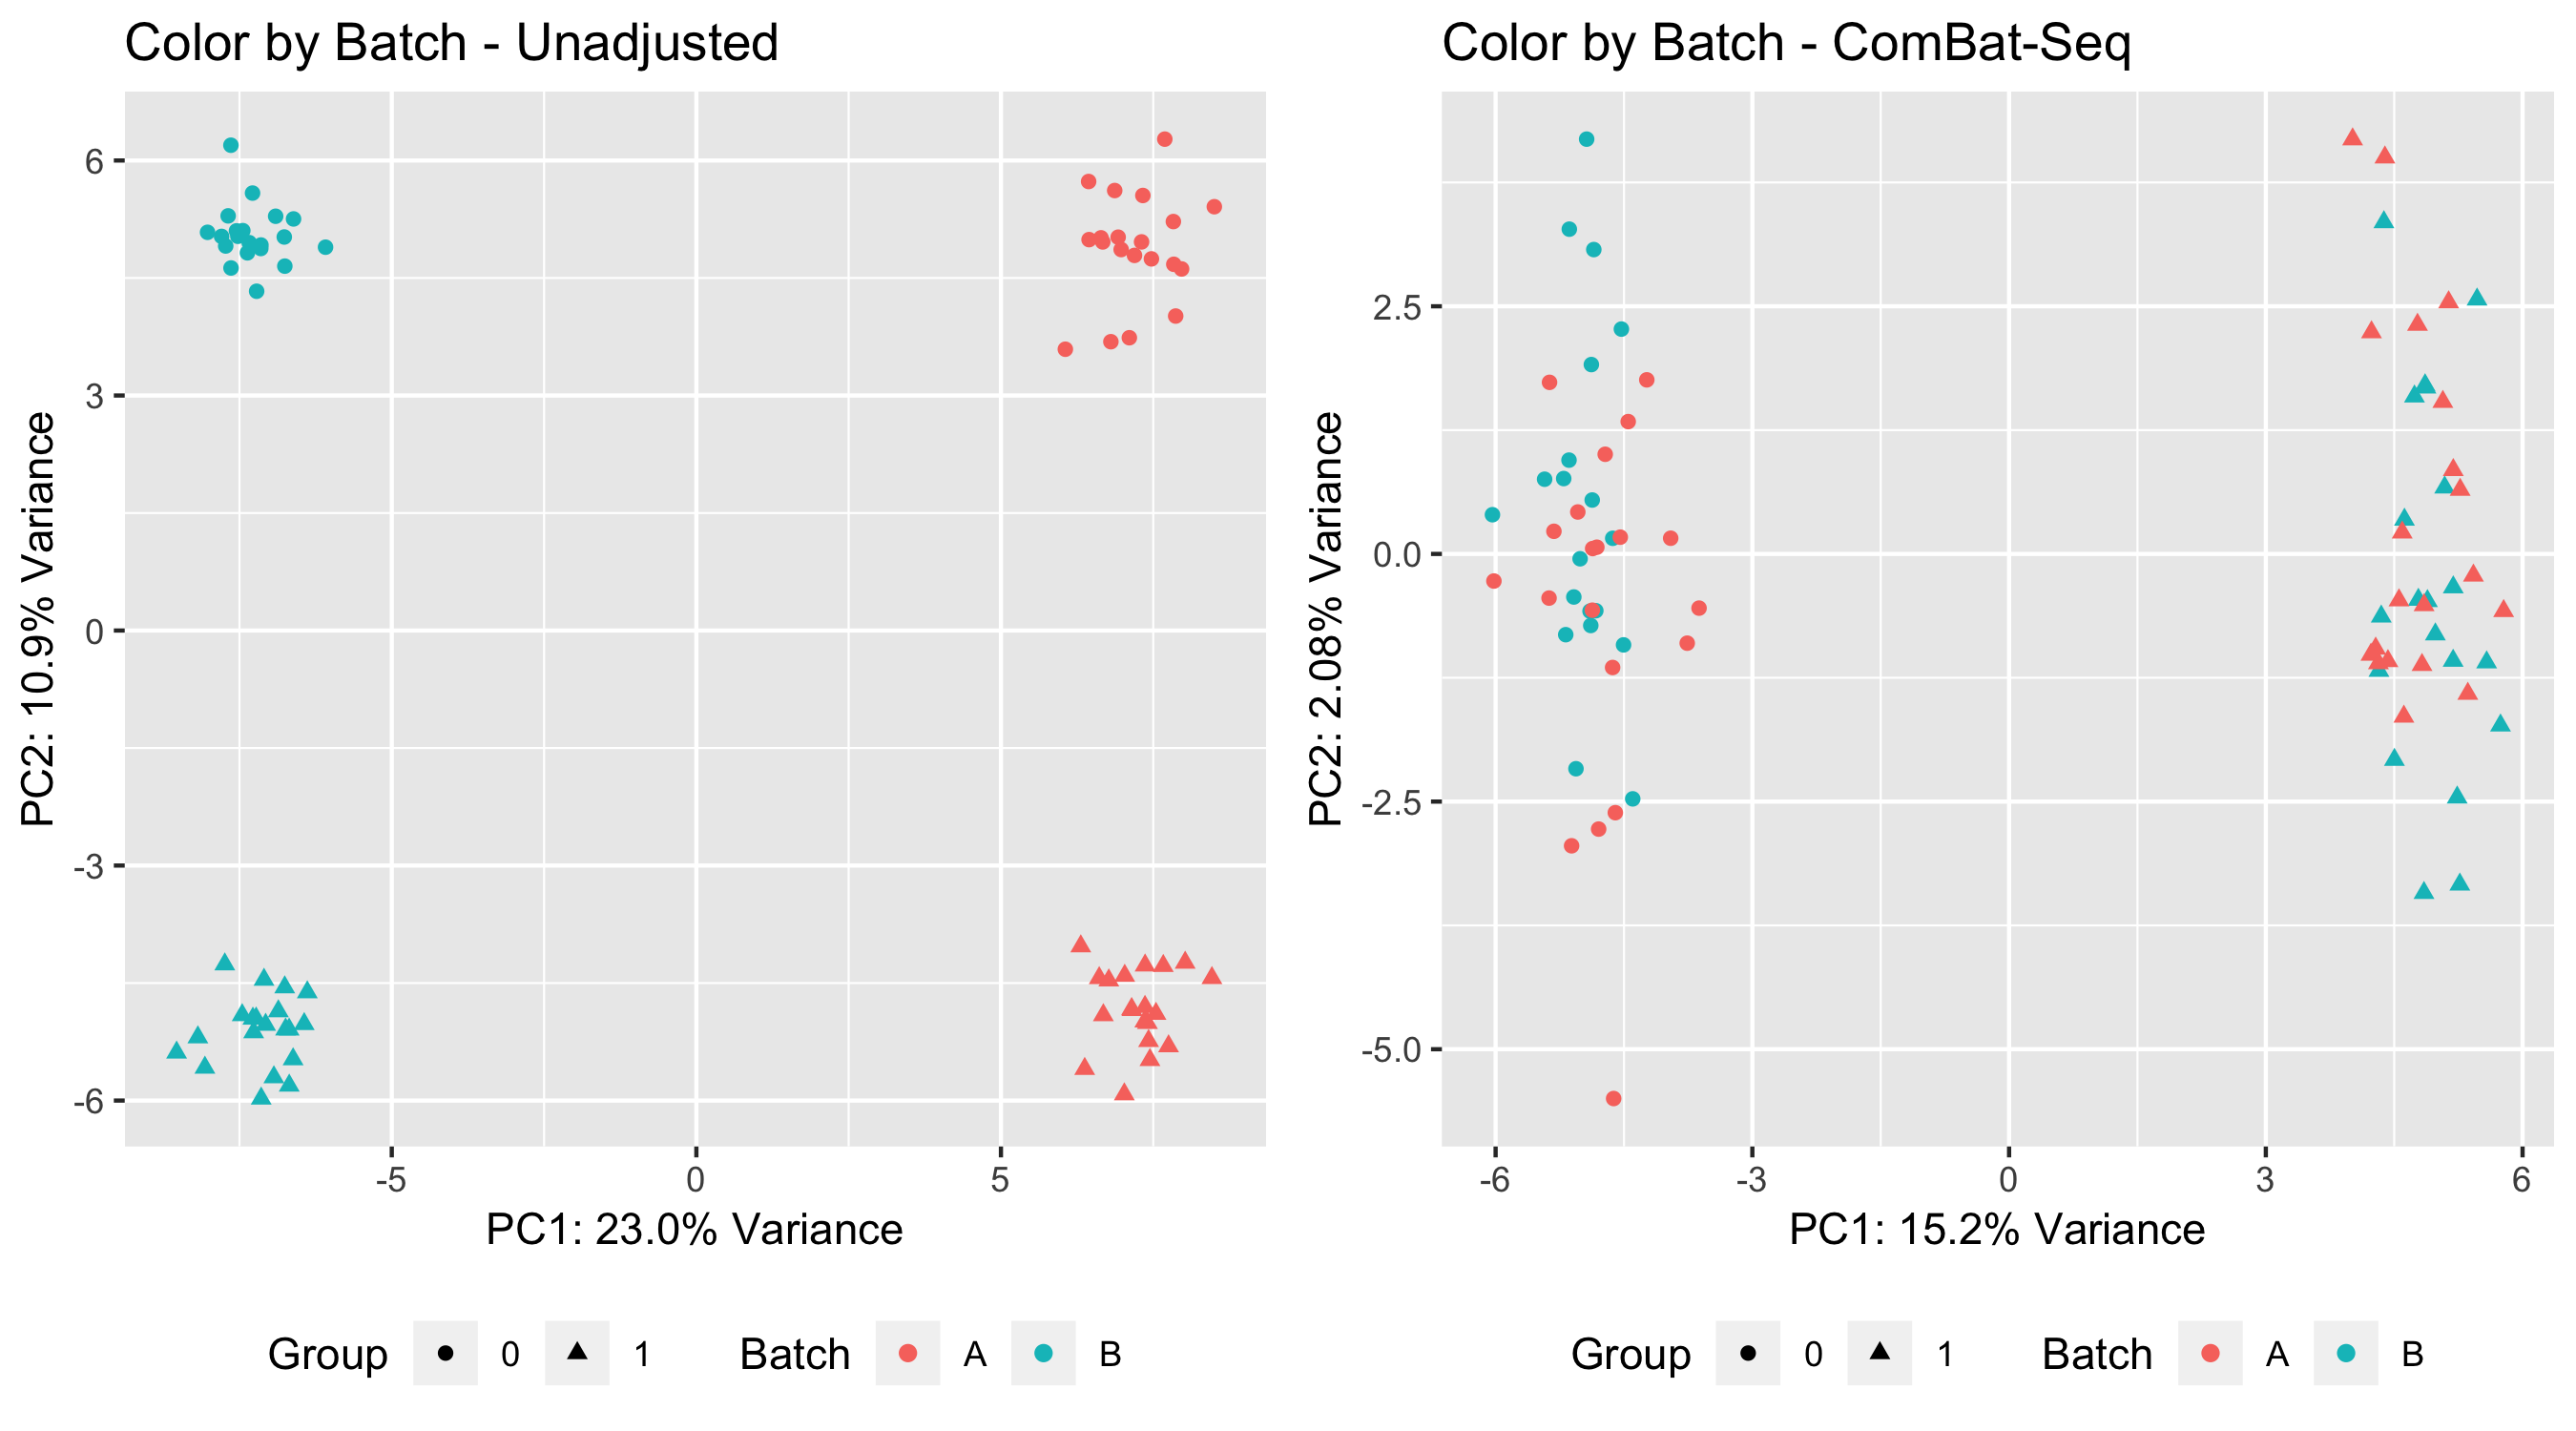 Color by Batch - Unadjusted
PC2: 10.9% Variance
6
3
0
-3
-6
-5 0 5
PC1: 23.0% Variance
Group 0 1 Batch A B
Color by Batch - ComBat-Seq
PC2: 2.08% Variance
2.5
0.0
-2.5
-5.0
-6 -3 0 3 6
PC1: 15.2% Variance
Group 0 1 Batch A B